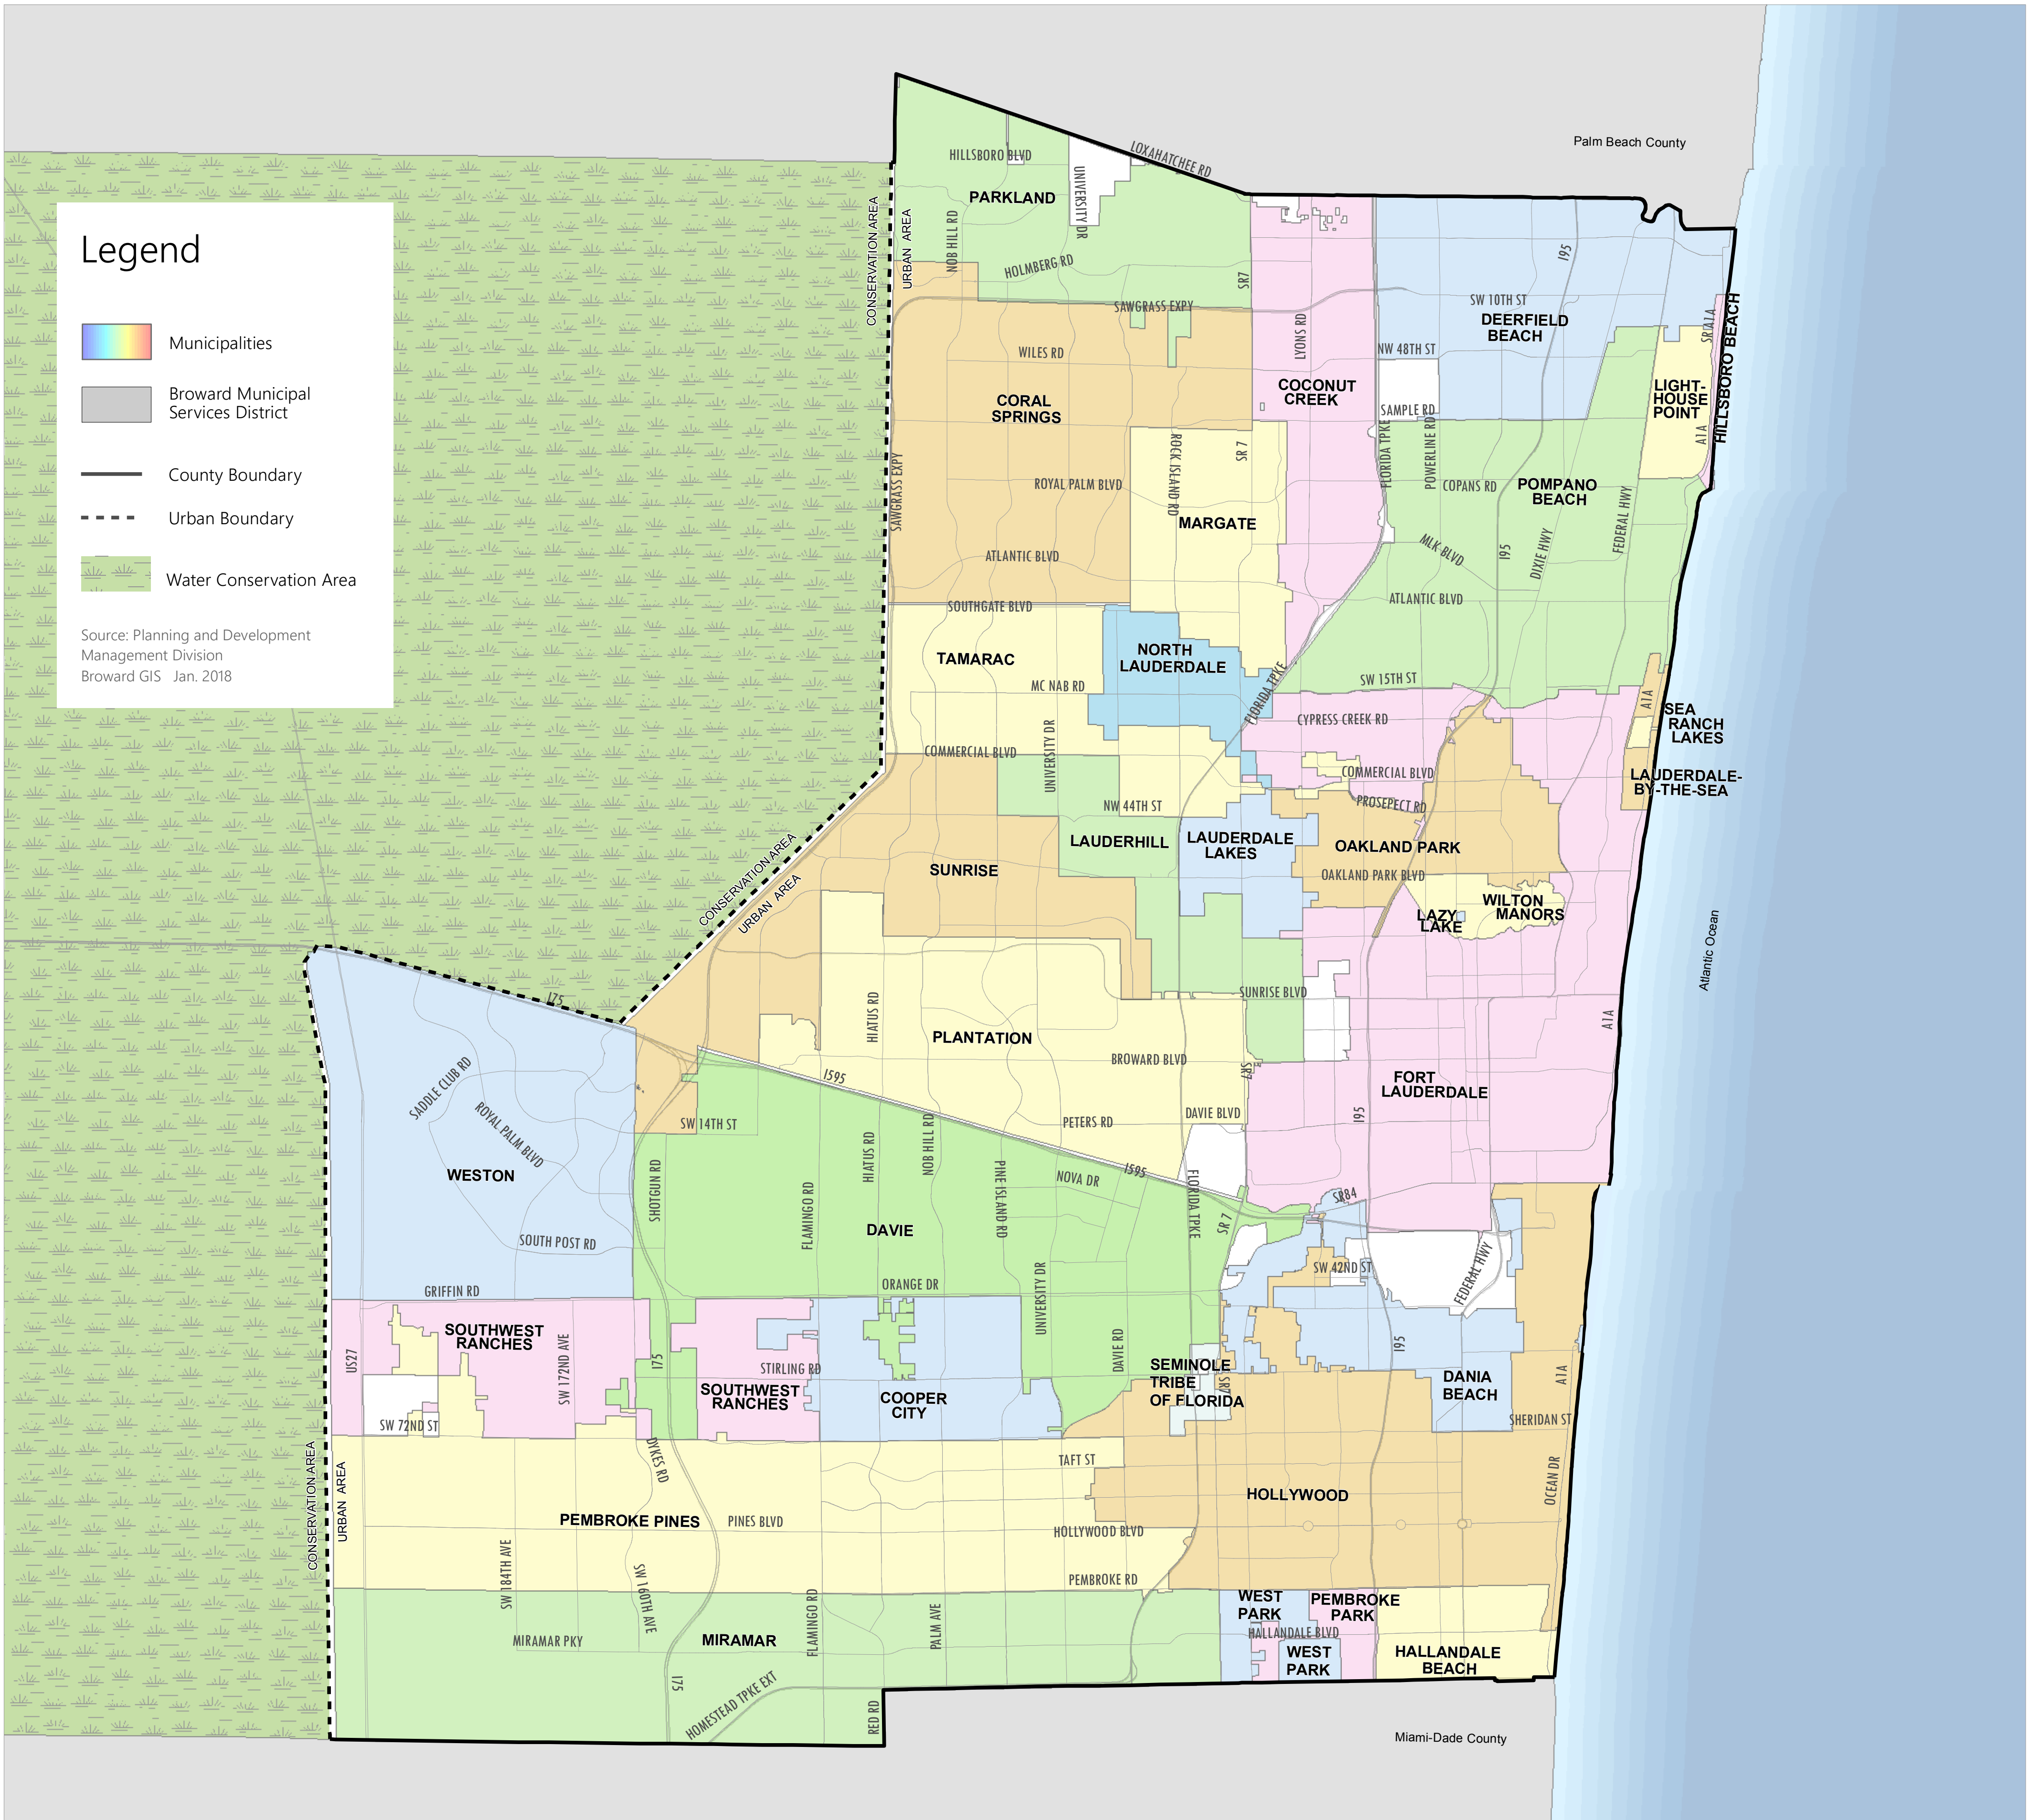 Palm Beach County
Legend
Municipalities
Broward Municipal
Services District
County Boundary
Urban Boundary
Water Conservation Area
Source: Planning and Development
Management Division
Broward GIS Jan. 2018
HILLSBORO BLVD
LOXAHATCHEE RD
PARKLAND
UNIVERSITY DR
NOB HILL RD
CONSERVATION AREA
URBAN AREA
HOLMBERG RD
SR7
I95
SAWGRASS EXPY
SW 10TH ST
DEERFIELD
BEACH
SR A1A
HILLSBORO BEACH
WILES RD
LYONS RD
NW 48TH ST
CORAL
SPRINGS
COCONUT
CREEK
LIGHT-
HOUSE
POINT
SAMPLE RD
A1A
SAWGRASS EXPY
ROYAL PALM BLVD
ROCK ISLAND RD
SR 7
FLORIDA TPKE
POWERLINE RD
COPANS RD
POMPANO
BEACH
FEDERAL HWY
MARGATE
MLK BLVD
I95
DIXIE HWY
ATLANTIC BLVD
ATLANTIC BLVD
SOUTHGATE BLVD
TAMARAC
NORTH
LAUDERDALE
MC NAB RD
SW 15TH ST
FLORIDA TPKE
CYPRESS CREEK RD
A1A
SEA
RANCH
LAKES
UNIVERSITY DR
COMMERCIAL BLVD
COMMERCIAL BLVD
LAUDERDALE-
BY-THE-SEA
NW 44TH ST
PROSEPECT RD
LAUDERHILL
LAUDERDALE
LAKES
OAKLAND PARK
SUNRISE
OAKLAND PARK BLVD
CONSERVATION AREA
URBAN AREA
WILTON
MANORS
LAZY
LAKE
Atlantic Ocean
I75
HIATUS RD
SUNRISE BLVD
A1A
PLANTATION
BROWARD BLVD
SR7
I595
FORT
LAUDERDALE
SADDLE CLUB RD
ROYAL PALM BLVD
SW 14TH ST
PETERS RD
DAVIE BLVD
I95
WESTON
SHOTGUN RD
FLAMINGO RD
HIATUS RD
NOB HILL RD
PINE ISLAND RD
NOVA DR
I595
FLORIDA TPKE
SR 7
SR84
DAVIE
SOUTH POST RD
SW 42ND ST
FEDERAL HWY
GRIFFIN RD
ORANGE DR
UNIVERSITY DR
SOUTHWEST
RANCHES
US27
SW 172ND AVE
I75
STIRLING RD
DAVIE RD
I95
SEMINOLE
TRIBE
OF FLORIDA
SR7
DANIA
BEACH
A1A
SOUTHWEST
RANCHES
COOPER
CITY
SW 72ND ST
SHERIDAN ST
CONSERVATION AREA
URBAN AREA
DYKES RD
TAFT ST
HOLLYWOOD
OCEAN DR
PEMBROKE PINES
PINES BLVD
HOLLYWOOD BLVD
SW 184TH AVE
SW 160TH AVE
PEMBROKE RD
FLAMINGO RD
PALM AVE
WEST
PARK
PEMBROKE
PARK
HALLANDALE BLVD
MIRAMAR PKY
MIRAMAR
WEST
PARK
HALLANDALE
BEACH
I75
HOMESTEAD TPKE EXT
RED RD
Miami-Dade County